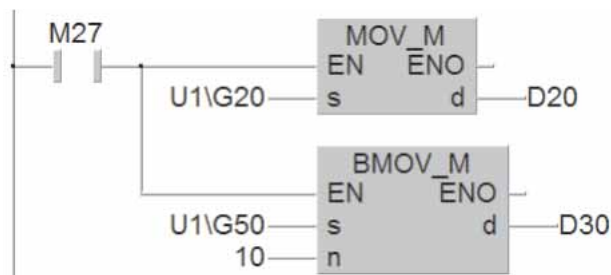 M27
MOV_M
EN ENO
U1\G20 s d D20
BMOV_M
EN ENO
U1\G50 s d D30
10 n